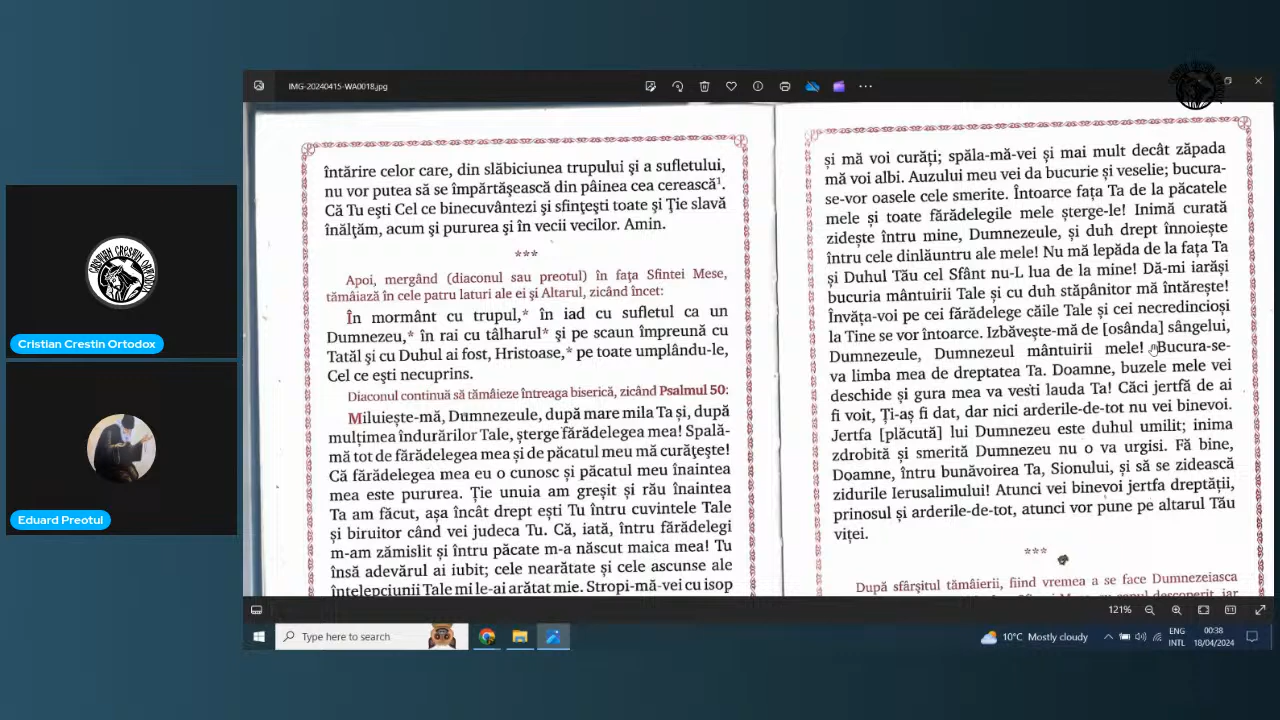 IMG-20240415-WA0018.jpg
CRISTIAN CRESTIN ORTODOX
Cristian Crestin Ortodox
Eduard Preotul
întărire celor care, din slăbiciunea trupului și a sufletului,
nu vor putea să se împărtășească din pâinea cea cerească¹.
Că Tu ești Cel ce binecuvântezi și sfințești toate și Ție slavă
înălțăm, acum și pururea și în vecii vecilor. Amin.
***
Apoi, mergând (diaconul sau preotul) în fața Sfintei Mese,
tămâiază în cele patru laturi ale ei și Altarul, zicând încet:
În mormânt cu trupul,* în iad cu sufletul ca un
Dumnezeu,* în rai cu tâlharul* și pe scaun împreună cu
Tatăl și cu Duhul ai fost, Hristoase,* pe toate umplându-le,
Cel ce ești necuprins.
Diaconul continuă să tămâieze întreaga biserică, zicând Psalmul 50:
Miluiește-mă, Dumnezeule, după mare mila Ta și, după
mulțimea îndurărilor Tale, șterge fărădelegea mea! Spală-
mă tot de fărădelegea mea și de păcatul meu mă curățește!
Că fărădelegea mea eu o cunosc și păcatul meu înaintea
mea este pururea. Ție unuia am greșit și rău înaintea
Ta am făcut, așa încât drept ești Tu întru cuvintele Tale
și biruitor când vei judeca Tu. Că, iată, întru fărădelegi
m-am zămislit și întru păcate m-a născut maica mea! Tu
însă adevărul ai iubit; cele nearătate și cele ascunse ale
înțelepciunii Tale mi le-ai arătat mie. Stropi-mă-vei cu isop
și mă voi curăți; spăla-mă-vei și mai mult decât zăpada
mă voi albi. Auzului meu vei da bucurie și veselie; bucura-
se-vor oasele cele smerite. Întoarce fața Ta de la păcatele
mele și toate fărădelegile mele șterge-le! Inimă curată
zidește întru mine, Dumnezeule, și duh drept înnoiește
întru cele dinlăuntru ale mele! Nu mă lepăda de la fața Ta
și Duhul Tău cel Sfânt nu-L lua de la mine! Dă-mi iarăși
bucuria mântuirii Tale și cu duh stăpânitor mă întărește!
Învăța-voi pe cei fărădelege căile Tale și cei necredincioși
la Tine se vor întoarce. Izbăvește-mă de [osânda] sângelui,
Dumnezeule, Dumnezeul mântuirii mele! Bucura-se-
va limba mea de dreptatea Ta. Doamne, buzele mele vei
deschide și gura mea va vesti lauda Ta! Căci jertfă de ai
fi voit, Ți-aș fi dat, dar nici arderile-de-tot nu vei binevoi.
Jertfa [plăcută] lui Dumnezeu este duhul umilit; inima
zdrobită și smerită Dumnezeu nu o va urgisi. Fă bine,
Doamne, întru bunăvoirea Ta, Sionului, și să se zidească
zidurile Ierusalimului! Atunci vei binevoi jertfa dreptății,
prinosul și arderile-de-tot, atunci vor pune pe altarul Tău
viței.
***
După sfârșitul tămâierii, fiind vremea a se face Dumnezeiasca
121%
Type here to search
10°C Mostly cloudy
ENG
INTL
00:38
18/04/2024